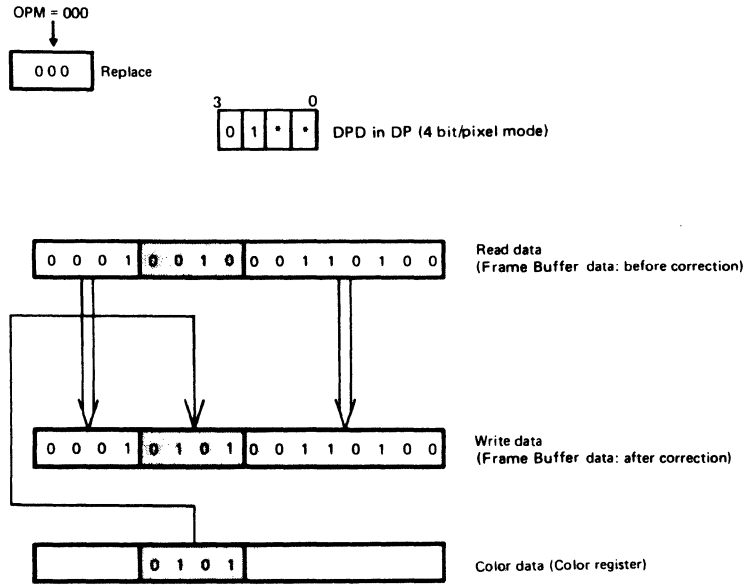 OPM = 000
000 Replace
3 0
0 1 * * DPD in DP (4 bit/pixel mode)
0 0 0 1 0 0 1 0 0 0 1 1 0 1 0 0 Read data
(Frame Buffer data: before correction)
0 0 0 1 0 1 0 1 0 0 1 1 0 1 0 0 Write data
(Frame Buffer data: after correction)
0 1 0 1 Color data (Color register)